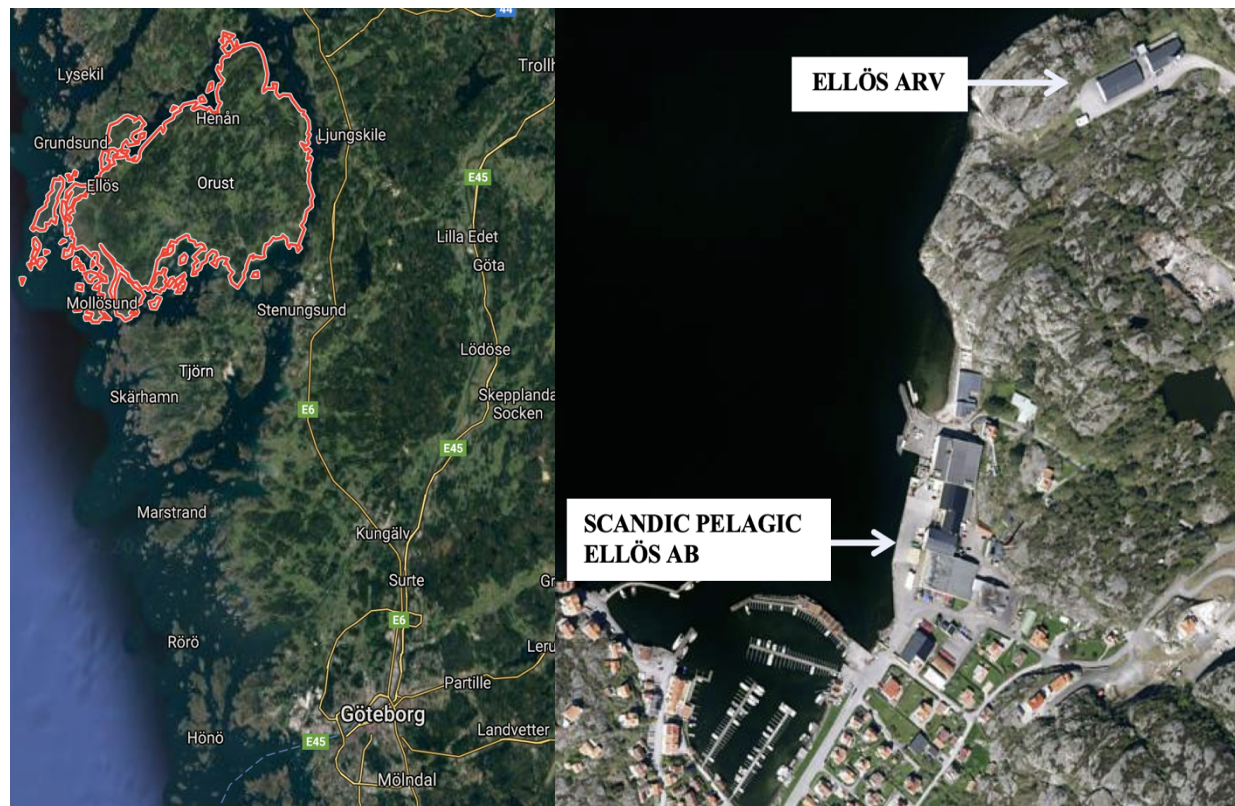 44
Lysekil
Trollh
Henån
Ljungskile
Grundsund
Ellös
Orust
E45
Lilla Edet
Göta
Mollösund
Stenungsund
Lödöse
Tjörn
Skärhamn
E6
Skepplanda
Socken
E45
Marstrand
Kungälv
Surte
Gr
E6
Rörö
Leru
Partille
Göteborg
Hönö
E45
Landvetter
Mölndal
ELLÖS ARV
SCANDIC PELAGIC
ELLÖS AB